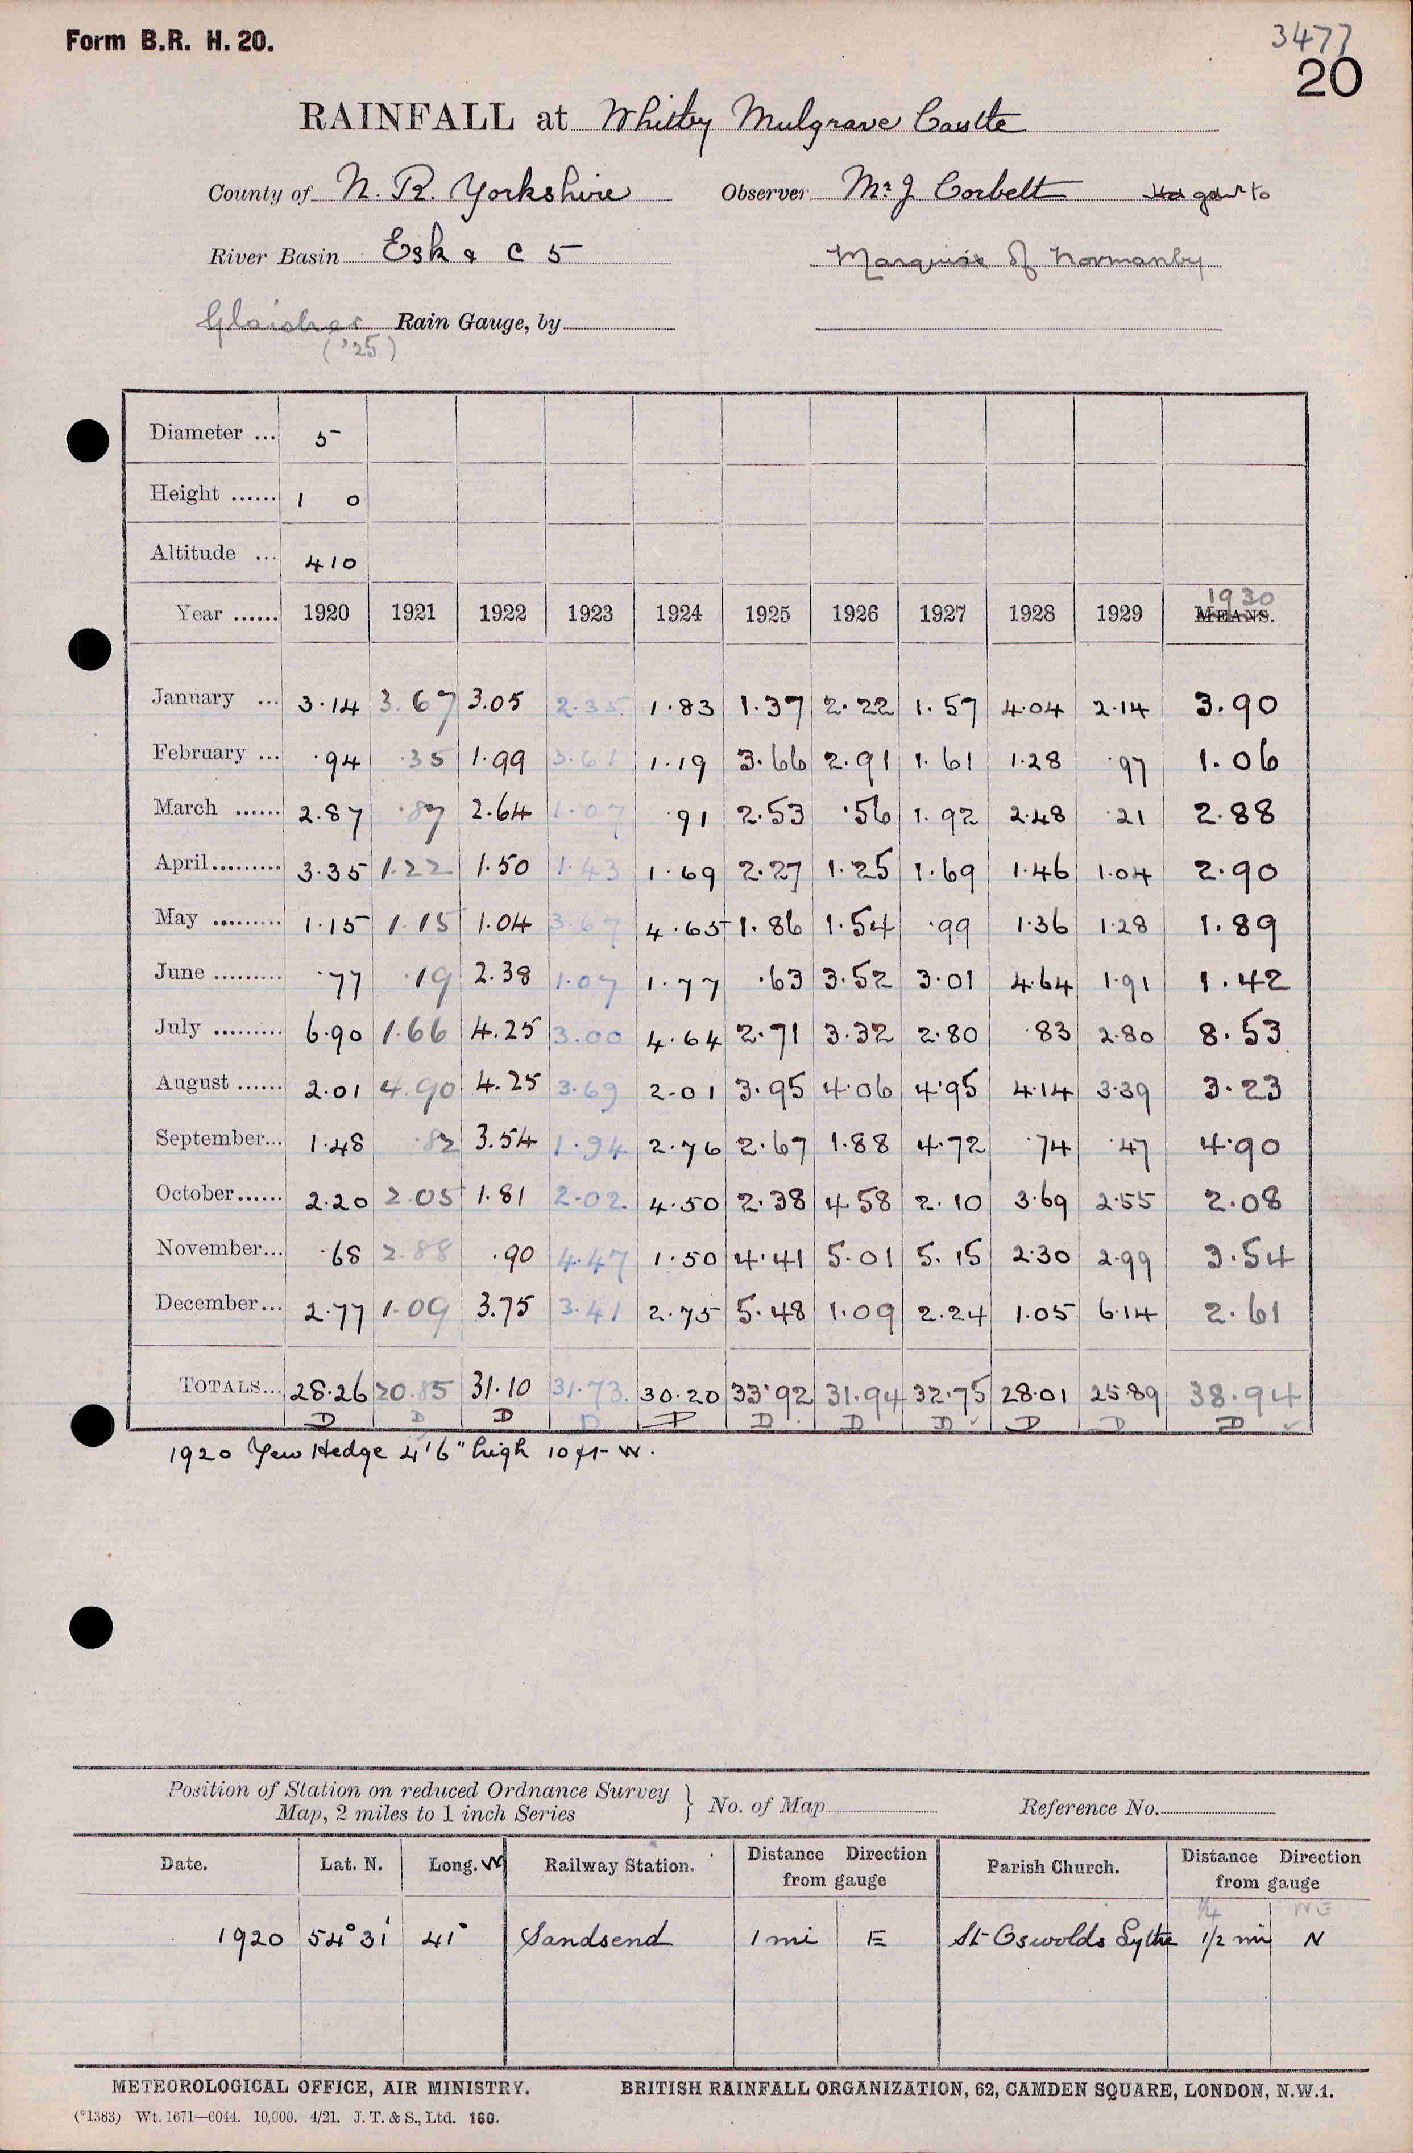 Form B.R. H. 20.
3477
20
RAINFALL at Whitby Mulgrave Castle
County of N. R. Yorkshire Observer Mr J Corbett Hd gdnr to
River Basin Esk & C 5 Marquis of Normanby
Glaisher Rain Gauge, by
('25)
Diameter ... 5
Height ...... 1 0
Altitude ... 410
1930
Year ...... 1920 1921 1922 1923 1924 1925 1926 1927 1928 1929 MEANS.
January ... 3.14 3.67 3.05 2.35 1.83 1.37 2.22 1.57 4.04 2.14 3.90
February ... .94 .35 1.99 3.61 1.19 3.66 2.91 1.61 1.28 .97 1.06
March ...... 2.87 .87 2.64 1.07 .91 2.53 .56 1.92 2.48 .21 2.88
April......... 3.35 1.22 1.50 1.43 1.69 2.27 1.25 1.69 1.46 1.04 2.90
May ......... 1.15 1.15 1.04 3.67 4.65 1.86 1.54 .99 1.36 1.28 1.89
June ......... .77 .19 2.38 1.07 1.77 .63 3.52 3.01 4.64 1.91 1.42
July ......... 6.90 1.66 4.25 3.00 4.64 2.71 3.32 2.80 .83 2.80 8.53
August ...... 2.01 4.90 4.25 3.69 2.01 3.95 4.06 4.95 4.14 3.39 3.23
September... 1.48 .82 3.54 1.94 2.76 2.67 1.88 4.72 .74 .47 4.90
October...... 2.20 2.05 1.81 2.02 4.50 2.38 4.58 2.10 3.69 2.55 2.08
November... .68 2.88 .90 4.47 1.50 4.41 5.01 5.15 2.30 2.99 3.54
December... 2.77 1.09 3.75 3.41 2.75 5.48 1.09 2.24 1.05 6.14 2.61
TOTALS... 28.26 20.85 31.10 31.73 30.20 33.92 31.94 32.75 28.01 25.89 38.94
D D D D D D D D D D D
1920 Yew Hedge 4'6" high 10 ft W.
Position of Station on reduced Ordnance Survey
Map, 2 miles to 1 inch Series } No. of Map Reference No.
Date. Lat. N. Long. W Railway Station. Distance Direction from gauge Parish Church. Distance Direction from gauge
1/4 NE
1920 54° 31' 41' Sandsend 1 mi E St Oswolds Lythe 1/2 mi N
METEOROLOGICAL OFFICE, AIR MINISTRY. BRITISH RAINFALL ORGANIZATION, 62, CAMDEN SQUARE, LONDON, N.W.1.
(*1383) Wt. 1671—6044. 10,000. 4/21. J. T. & S., Ltd. 160.